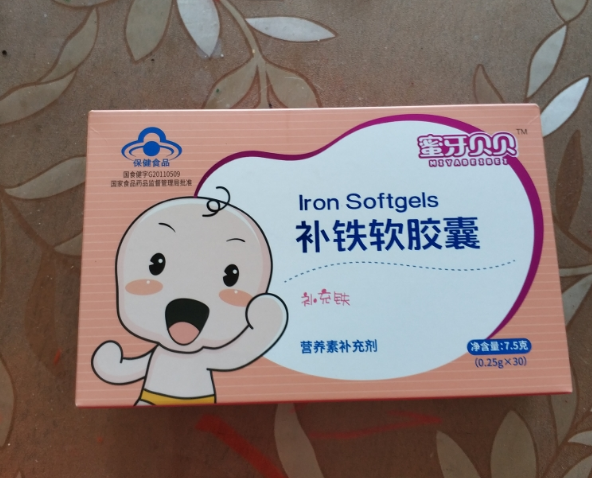 保健食品
国食健字G20110509
国家食品药品监督管理局批准
蜜牙贝贝™
MIYABEIBEI
Iron Softgels
补铁软胶囊
补充铁
营养素补充剂
净含量:7.5克
(0.25g×30)